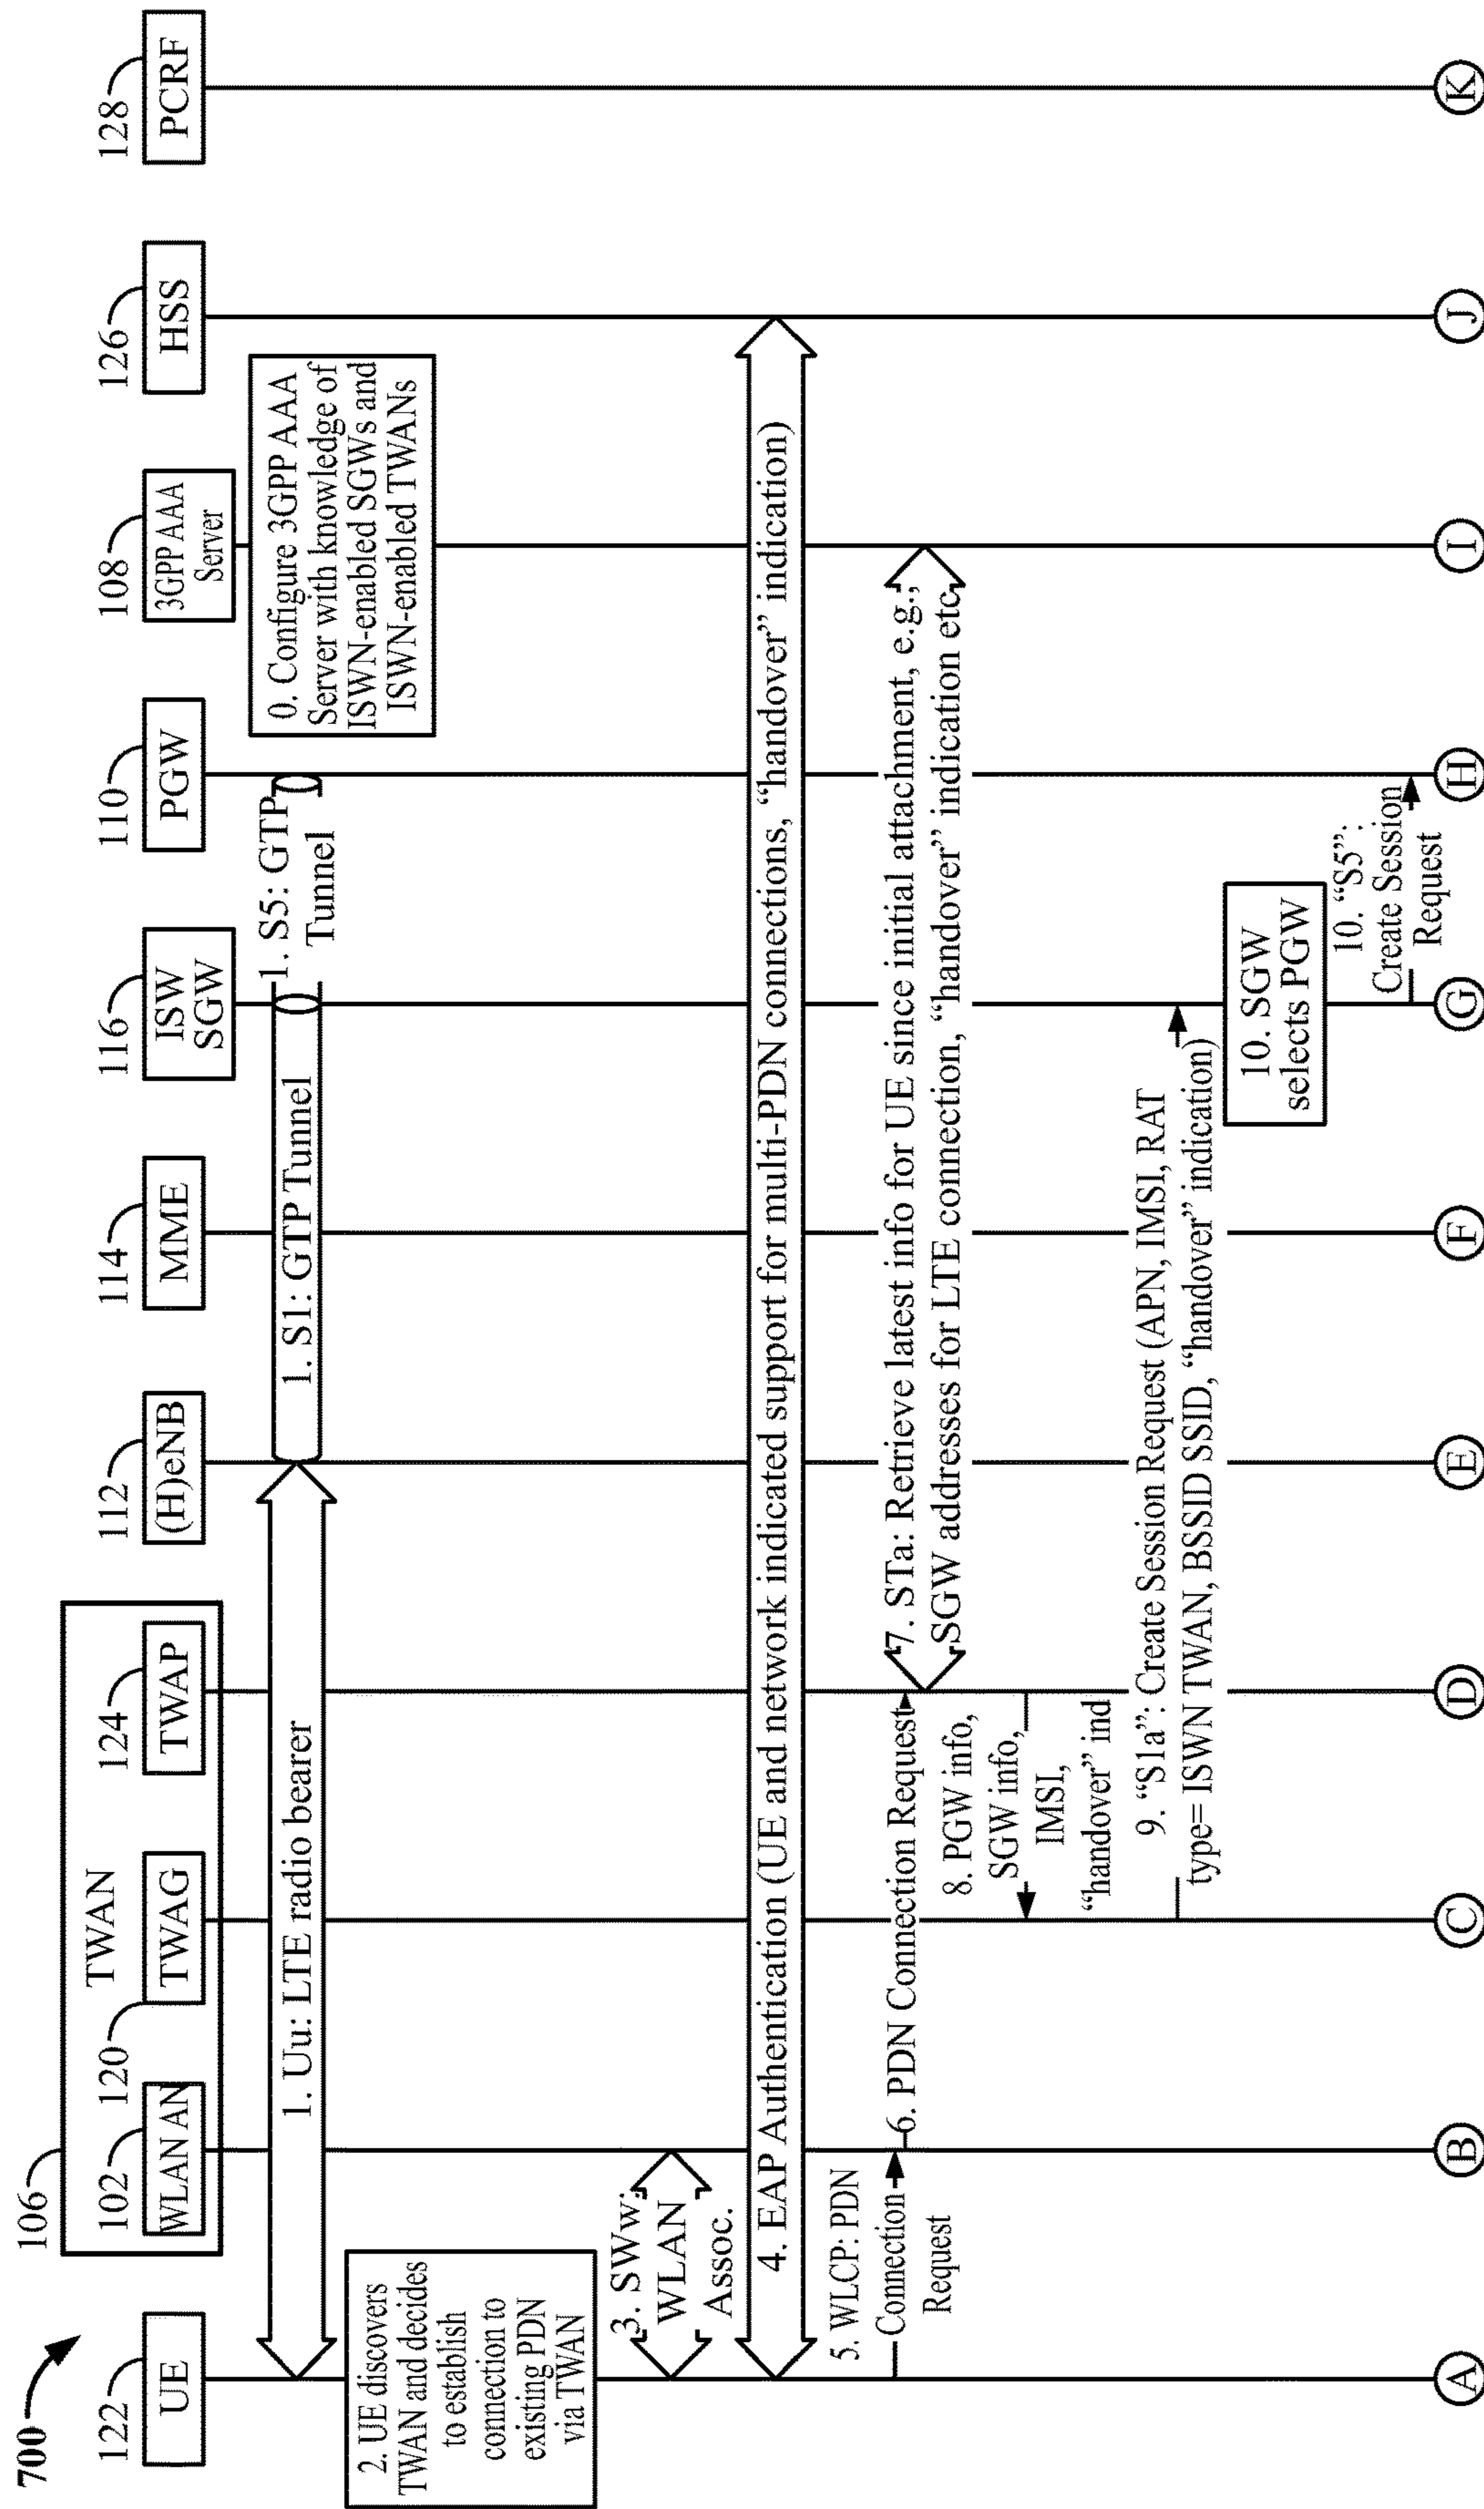 700
106
TWAN
122
102
120
124
112
114
116
110
108
126
128
UE
WLAN AN
TWAG
TWAP
(H)eNB
MME
ISW
SGW
PGW
3GPP AAA
Server
HSS
PCRF
0. Configure 3GPP AAA
Server with knowledge of
ISWN-enabled SGWs and
ISWN-enabled TWANs
1. Uu: LTE radio bearer
1. S1: GTP Tunnel
1. S5: GTP
Tunnel
2. UE discovers
TWAN and decides
to establish
connection to
existing PDN
via TWAN
3. SWw:
WLAN
Assoc.
4. EAP Authentication (UE and network indicated support for multi-PDN connections, “handover” indication)
5. WLCP: PDN
Connection
Request
6. PDN Connection Request
7. STa: Retrieve latest info for UE since initial attachment, e.g.,
SGW addresses for LTE connection, “handover” indication etc
8. PGW info,
SGW info,
IMSI,
“handover” ind
9. “S1a”: Create Session Request (APN, IMSI, RAT
type= ISWN TWAN, BSSID SSID, “handover” indication)
10. SGW
selects PGW
10. “S5”:
Create Session
Request
A
B
C
D
E
F
G
H
I
J
K